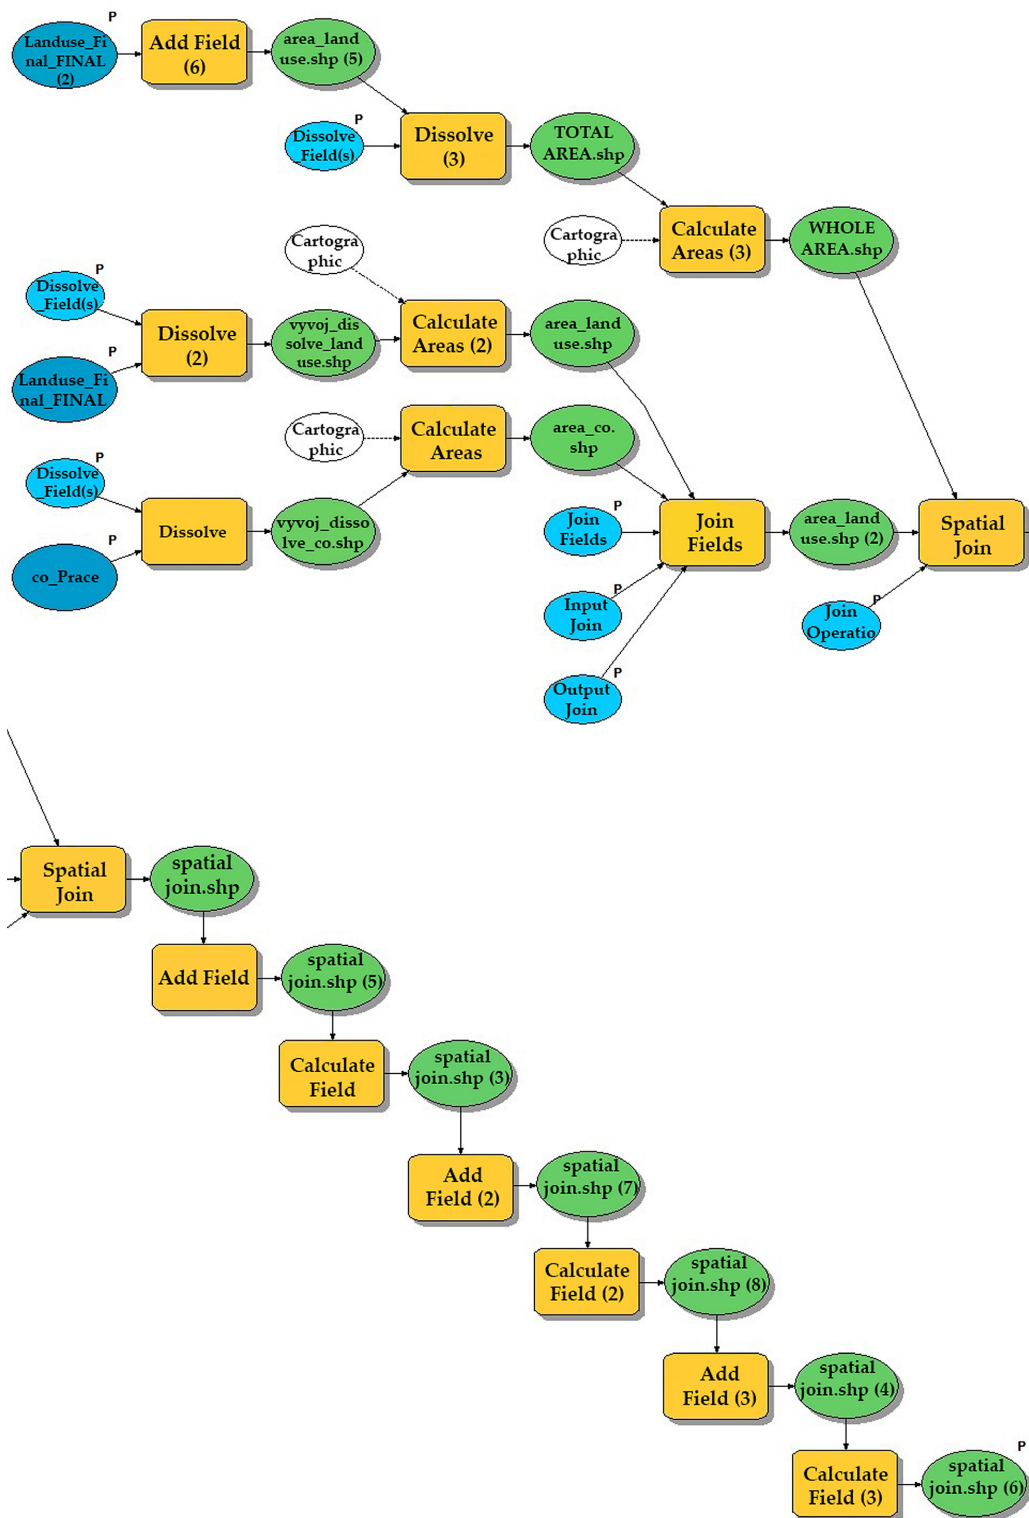 P
Landuse_Fi
nal_FINAL
(2)
Add Field
(6)
area_land
use.shp (5)
P
Dissolve
_Field(s)
Dissolve
(3)
TOTAL
AREA.shp
Cartogra
phic
Calculate
Areas (3)
WHOLE
AREA.shp
Cartogra
phic
P
Dissolve
_Field(s)
P
Landuse_Fi
nal_FINAL
Dissolve
(2)
vyvoj_dis
solve_land
use.shp
Calculate
Areas (2)
area_land
use.shp
Cartogra
phic
Calculate
Areas
area_co.
shp
P
Dissolve
_Field(s)
P
co_Prace
Dissolve
vyvoj_disso
lve_co.shp
P
Join
Fields
P
Input
Join
P
Output
Join
Join
Fields
area_land
use.shp (2)
P
Join
Operatio
Spatial
Join
Spatial
Join
spatial
join.shp
Add Field
spatial
join.shp (5)
Calculate
Field
spatial
join.shp (3)
Add
Field (2)
spatial
join.shp (7)
Calculate
Field (2)
spatial
join.shp (8)
Add
Field (3)
spatial
join.shp (4)
Calculate
Field (3)
P
spatial
join.shp (6)